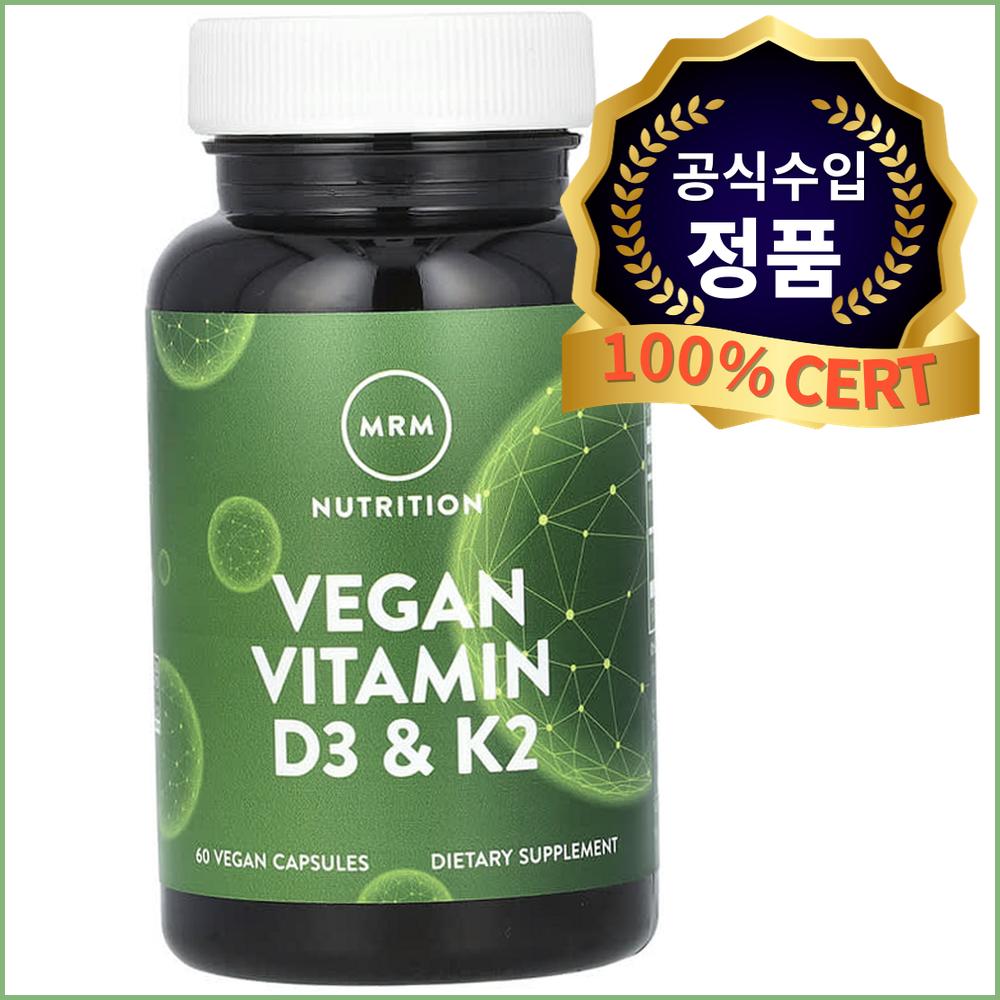 공식수입
정품
100% CERT
MRM
NUTRITION
VEGAN
VITAMIN
D3 & K2
60 VEGAN CAPSULES
DIETARY SUPPLEMENT